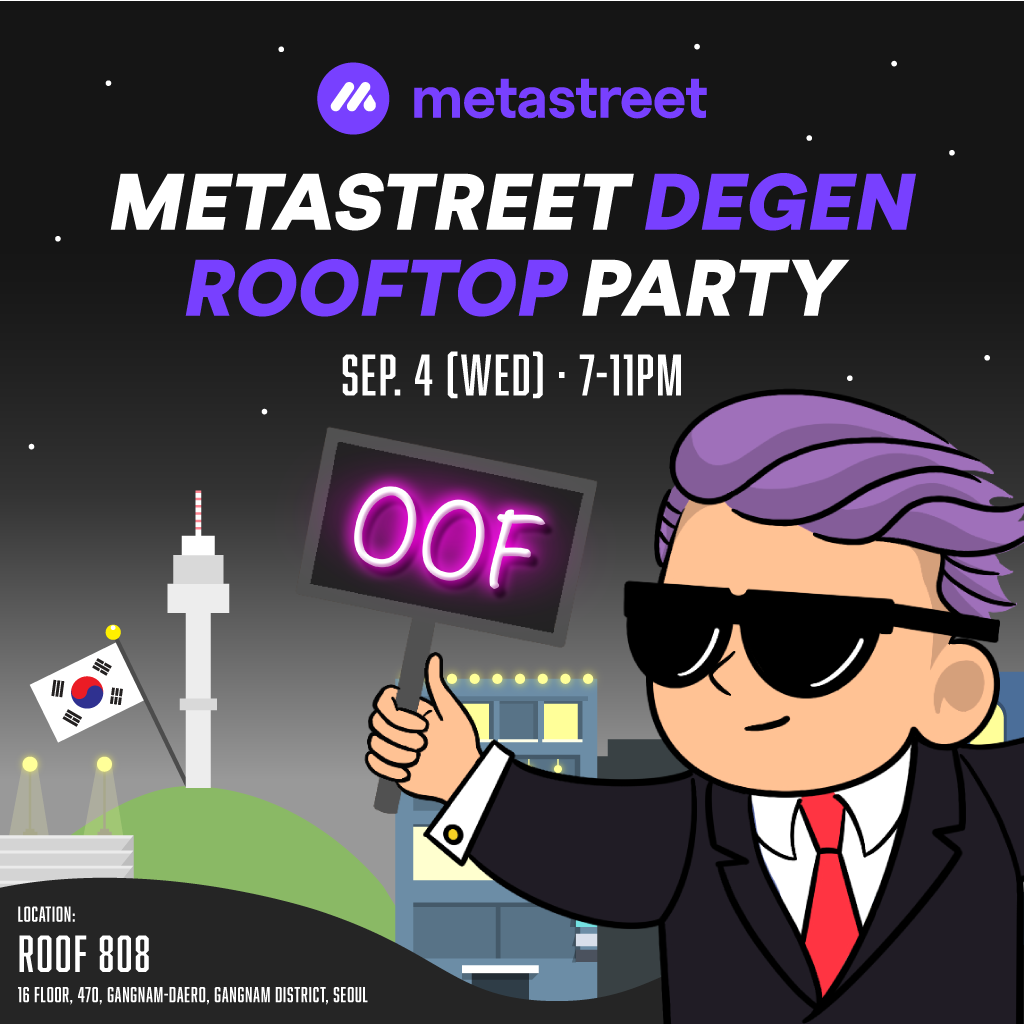 metastreet
METASTREET DEGEN
ROOFTOP PARTY
SEP. 4 (WED) · 7-11PM
OOF
LOCATION:
ROOF 808
16 FLOOR, 470, GANGNAM-DAERO, GANGNAM DISTRICT, SEOUL